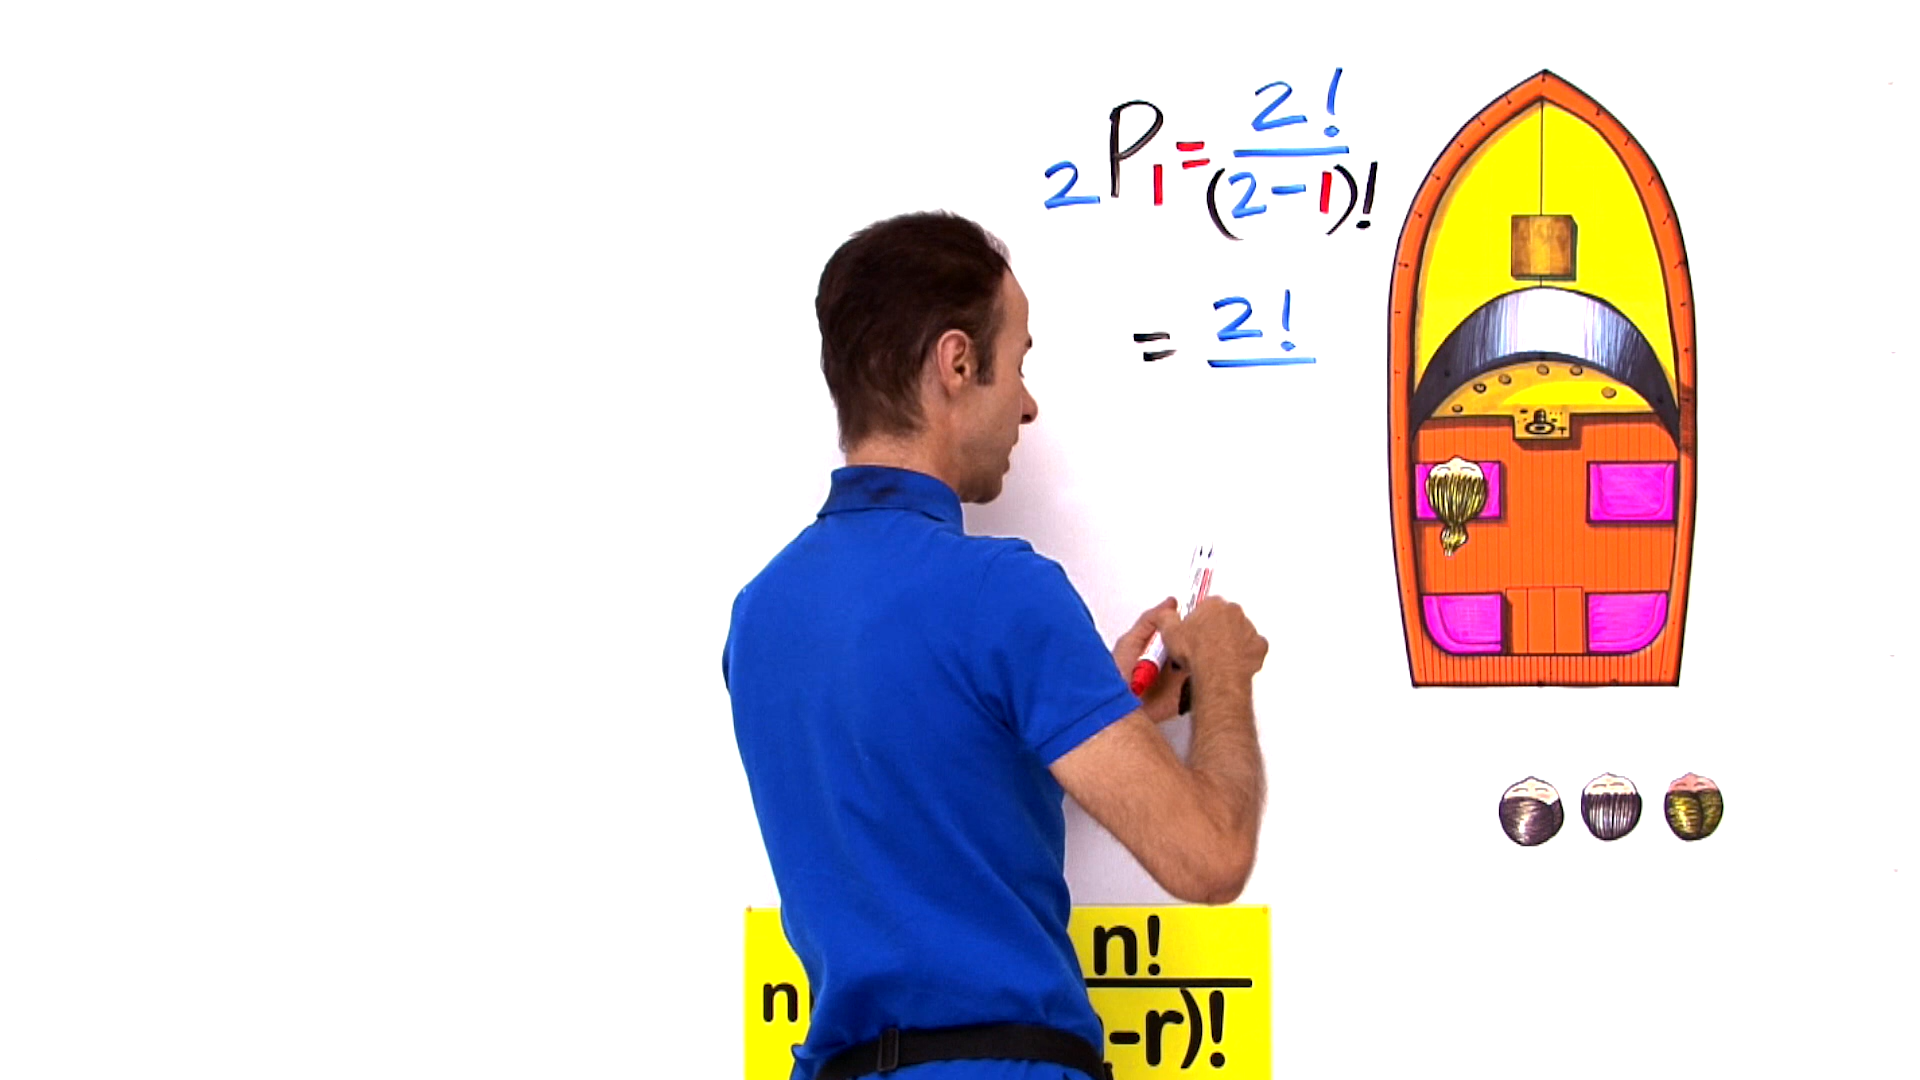 ₂P₁ = 2! / (2-1)!
= 2!
n
n!
-r)!